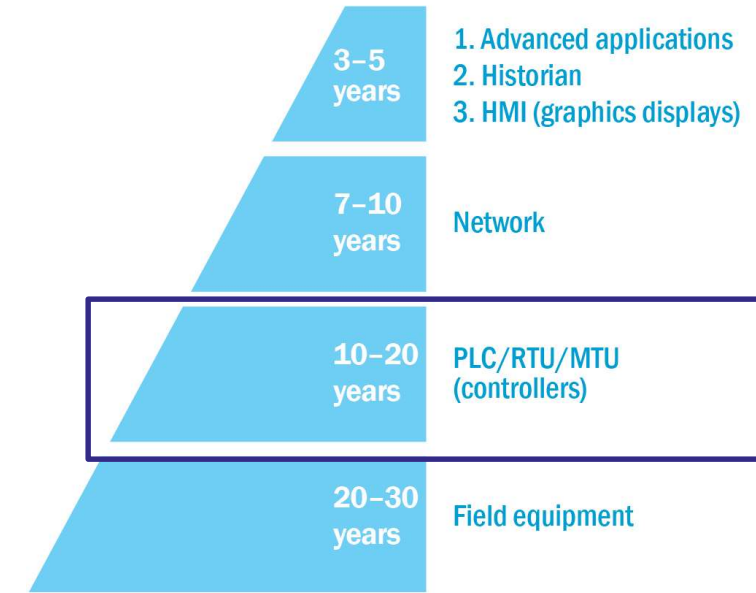 3–5
years
1. Advanced applications
2. Historian
3. HMI (graphics displays)
7–10
years
Network
10–20
years
PLC/RTU/MTU
(controllers)
20–30
years
Field equipment